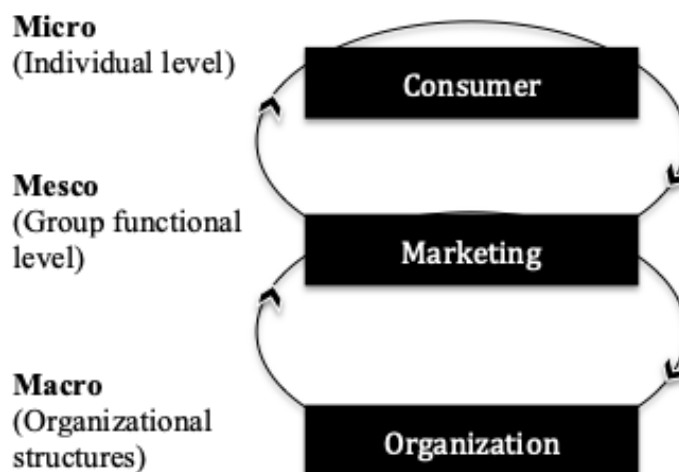 Micro
(Individual level)
Consumer
Mesco
(Group functional
level)
Marketing
Macro
(Organizational
structures)
Organization